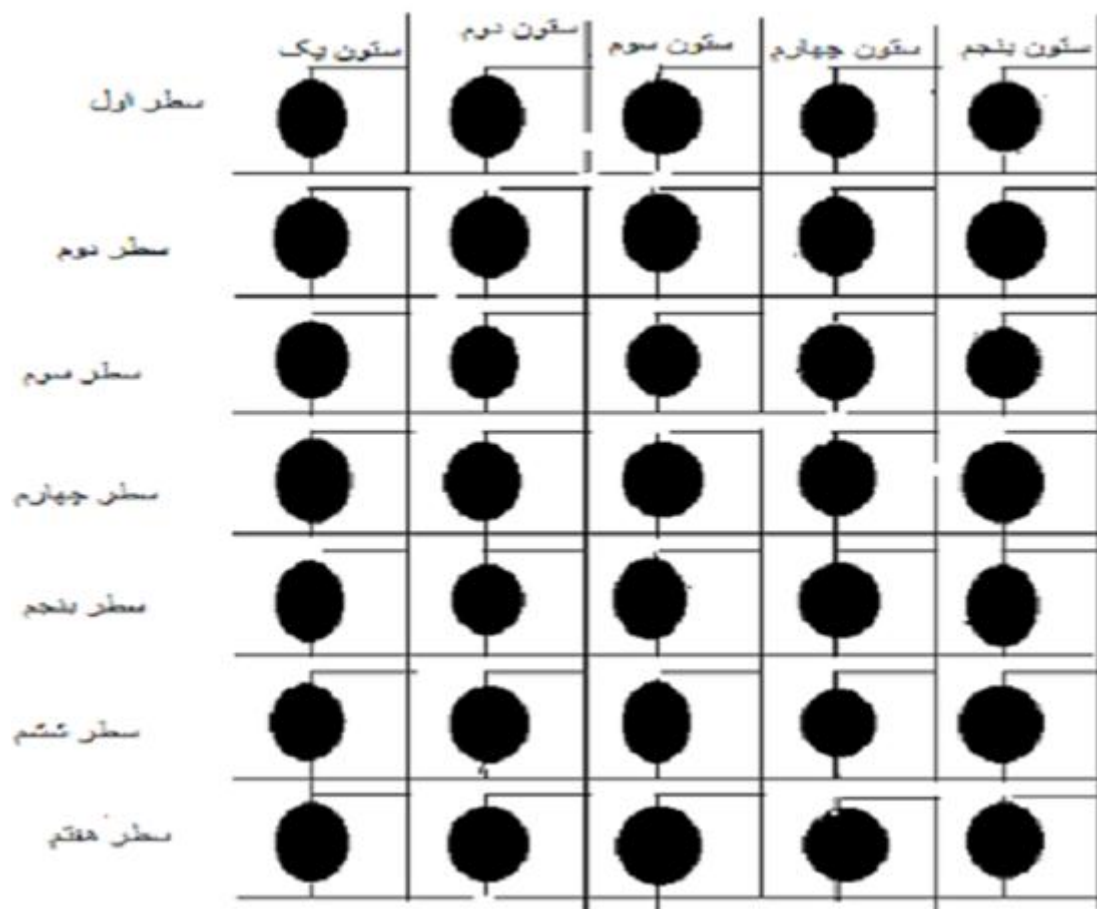 ستون یک
ستون دوم
ستون سوم
ستون چهارم
ستون پنجم
سطر اول
سطر دوم
سطر سوم
سطر چهارم
سطر پنجم
سطر ششم
سطر هفتم